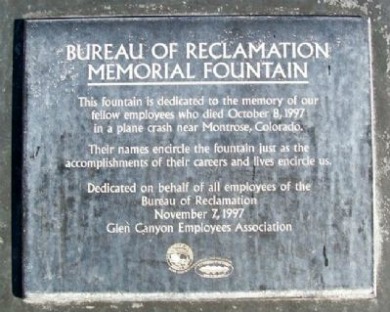 BUREAU OF RECLAMATION
MEMORIAL FOUNTAIN
This fountain is dedicated to the memory of our
fellow employees who died October 8, 1997
in a plane crash near Montrose, Colorado.
Their names encircle the fountain just as the
accomplishments of their careers and lives encircle us.
Dedicated on behalf of all employees of the
Bureau of Reclamation
November 7, 1997
Glen Canyon Employees Association